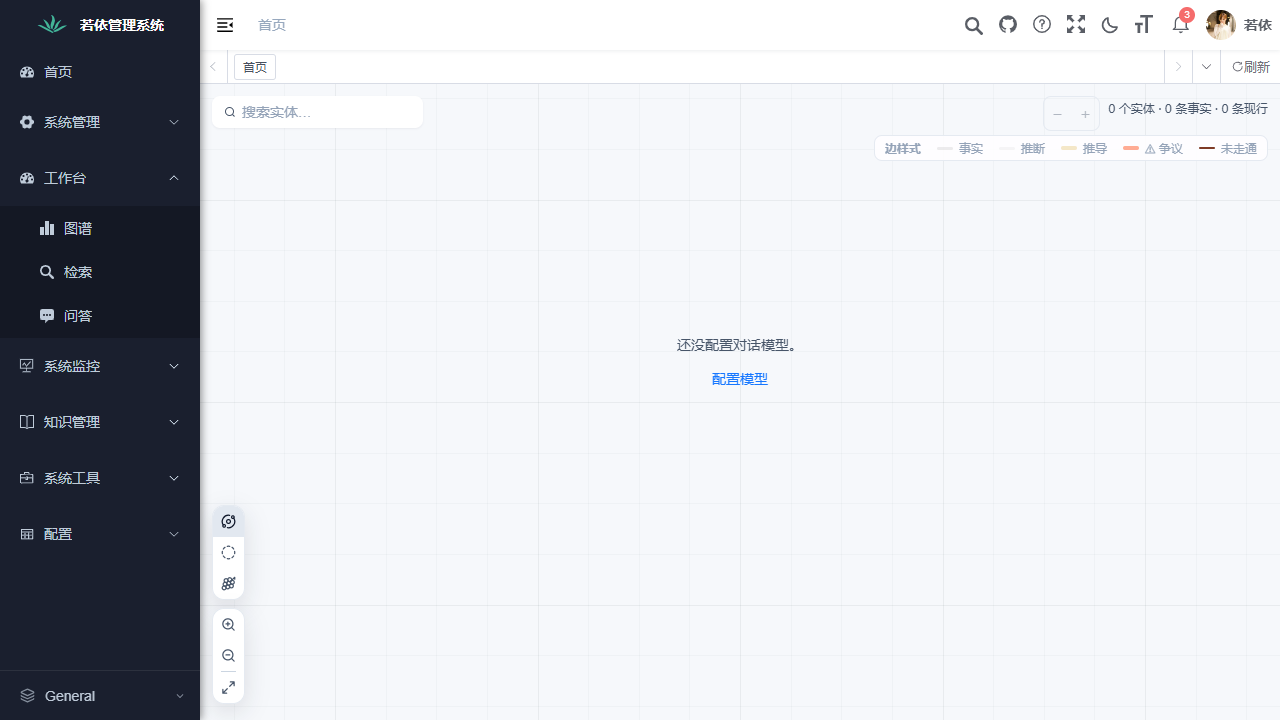 若依管理系统
首页
3
若依
首页
系统管理
工作台
图谱
检索
问答
系统监控
知识管理
系统工具
配置
General
首页
刷新
搜索实体...
0 个实体 · 0 条事实 · 0 条现行
边样式 事实 推断 推导 ⚠ 争议 未走通
还没配置对话模型。
配置模型